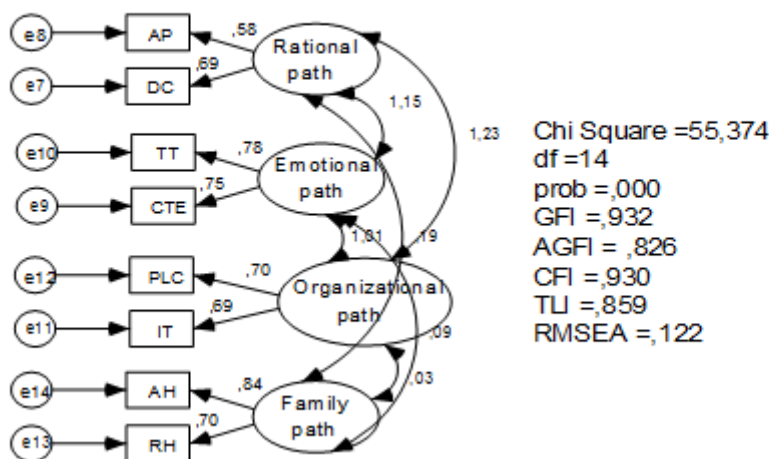 e8
AP
,58
Rational
path
e7
DC
,69
1,15
1,23
e10
TT
,78
Emotional
path
e9
CTE
,75
1,01
,19
e12
PLC
,70
Organizational
path
e11
IT
,69
,09
,03
e14
AH
,84
Family
path
e13
RH
,70
Chi Square =55,374
df =14
prob =,000
GFI =,932
AGFI = ,826
CFI =,930
TLI =,859
RMSEA =,122